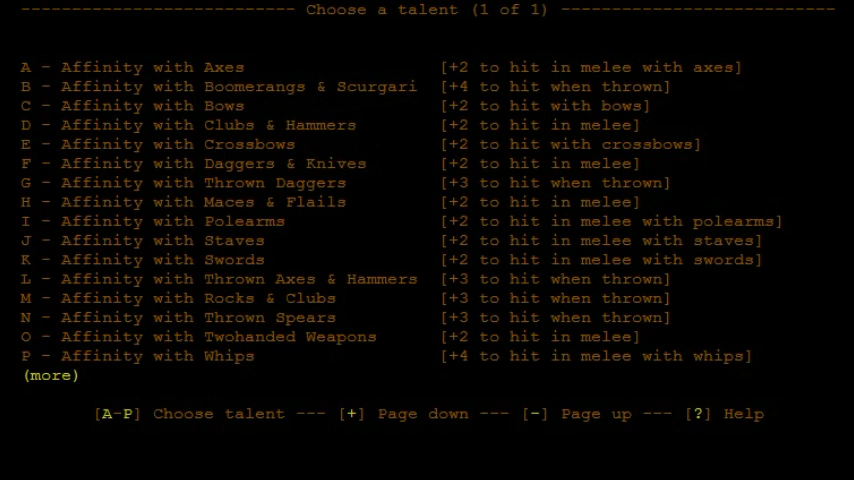 --------------------------- Choose a talent (1 of 1) ---------------------------
A - Affinity with Axes [+2 to hit in melee with axes]
B - Affinity with Boomerangs & Scurgari [+4 to hit when thrown]
C - Affinity with Bows [+2 to hit with bows]
D - Affinity with Clubs & Hammers [+2 to hit in melee]
E - Affinity with Crossbows [+2 to hit with crossbows]
F - Affinity with Daggers & Knives [+2 to hit in melee]
G - Affinity with Thrown Daggers [+3 to hit when thrown]
H - Affinity with Maces & Flails [+2 to hit in melee]
I - Affinity with Polearms [+2 to hit in melee with polearms]
J - Affinity with Staves [+2 to hit in melee with staves]
K - Affinity with Swords [+2 to hit in melee with swords]
L - Affinity with Thrown Axes & Hammers [+3 to hit when thrown]
M - Affinity with Rocks & Clubs [+3 to hit when thrown]
N - Affinity with Thrown Spears [+3 to hit when thrown]
O - Affinity with Twohanded Weapons [+2 to hit in melee]
P - Affinity with Whips [+4 to hit in melee with whips]
(more)
[A-P] Choose talent --- [+] Page down --- [-] Page up --- [?] Help